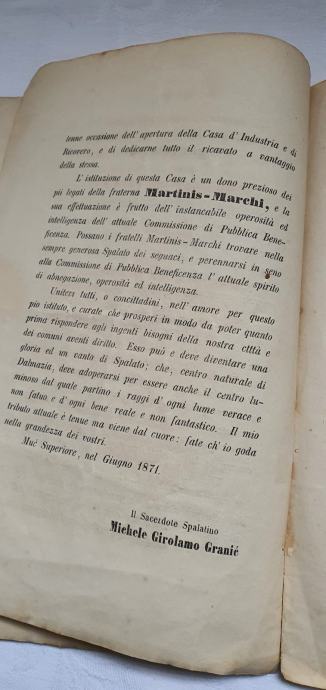 lenne occasione dell'apertura della Casa d'Industria e di
Ricovero, e di dedicarne tutto il ricavato a vantaggio
della stessa.
L'istituzione di questa Casa è un dono prezioso dei
pii legati della fraterna Martinis-Marchi, e la
sua effettuazione è frutto dell'instancabile operosità ed
intelligenza dell'attuale Commissione di Pubblica Bene-
ficenza. Possano i fratelli Martinis-Marchi trovare nella
sempre generosa Spalato dei seguaci, e perennarsi in seno
alla Commissione di Pubblica Beneficenza l'attuale spirito
di abnegazione, operosità ed intelligenza.
Unitevi tutti, o concittadini, nell'amore per questo
pio istituto, e curate che prosperi in modo da poter quanto
prima rispondere agli ingenti bisogni della nostra città e
dei comuni aventi diritto. Esso può e deve diventare una
gloria ed un vanto di Spalato; che, centro naturale di
Dalmazia, deve adoperarsi per essere anche il centro lu-
minoso dal quale partino i raggi d'ogni lume verace e
non fatuo e d'ogni bene reale e non fantastico. Il mio
tributo attuale è tenue ma viene dal cuore: fate ch'io goda
nella grandezza dei vostri.
Muć Superiore, nel Giugno 1871.
Il Sacerdote Spalatino
Michele Girolamo Granić